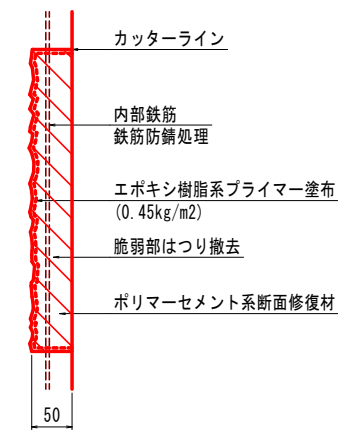 カッターライン
内部鉄筋
鉄筋防錆処理
エポキシ樹脂系プライマー塗布
(0.45kg/m2)
脆弱部はつり撤去
ポリマーセメント系断面修復材
50